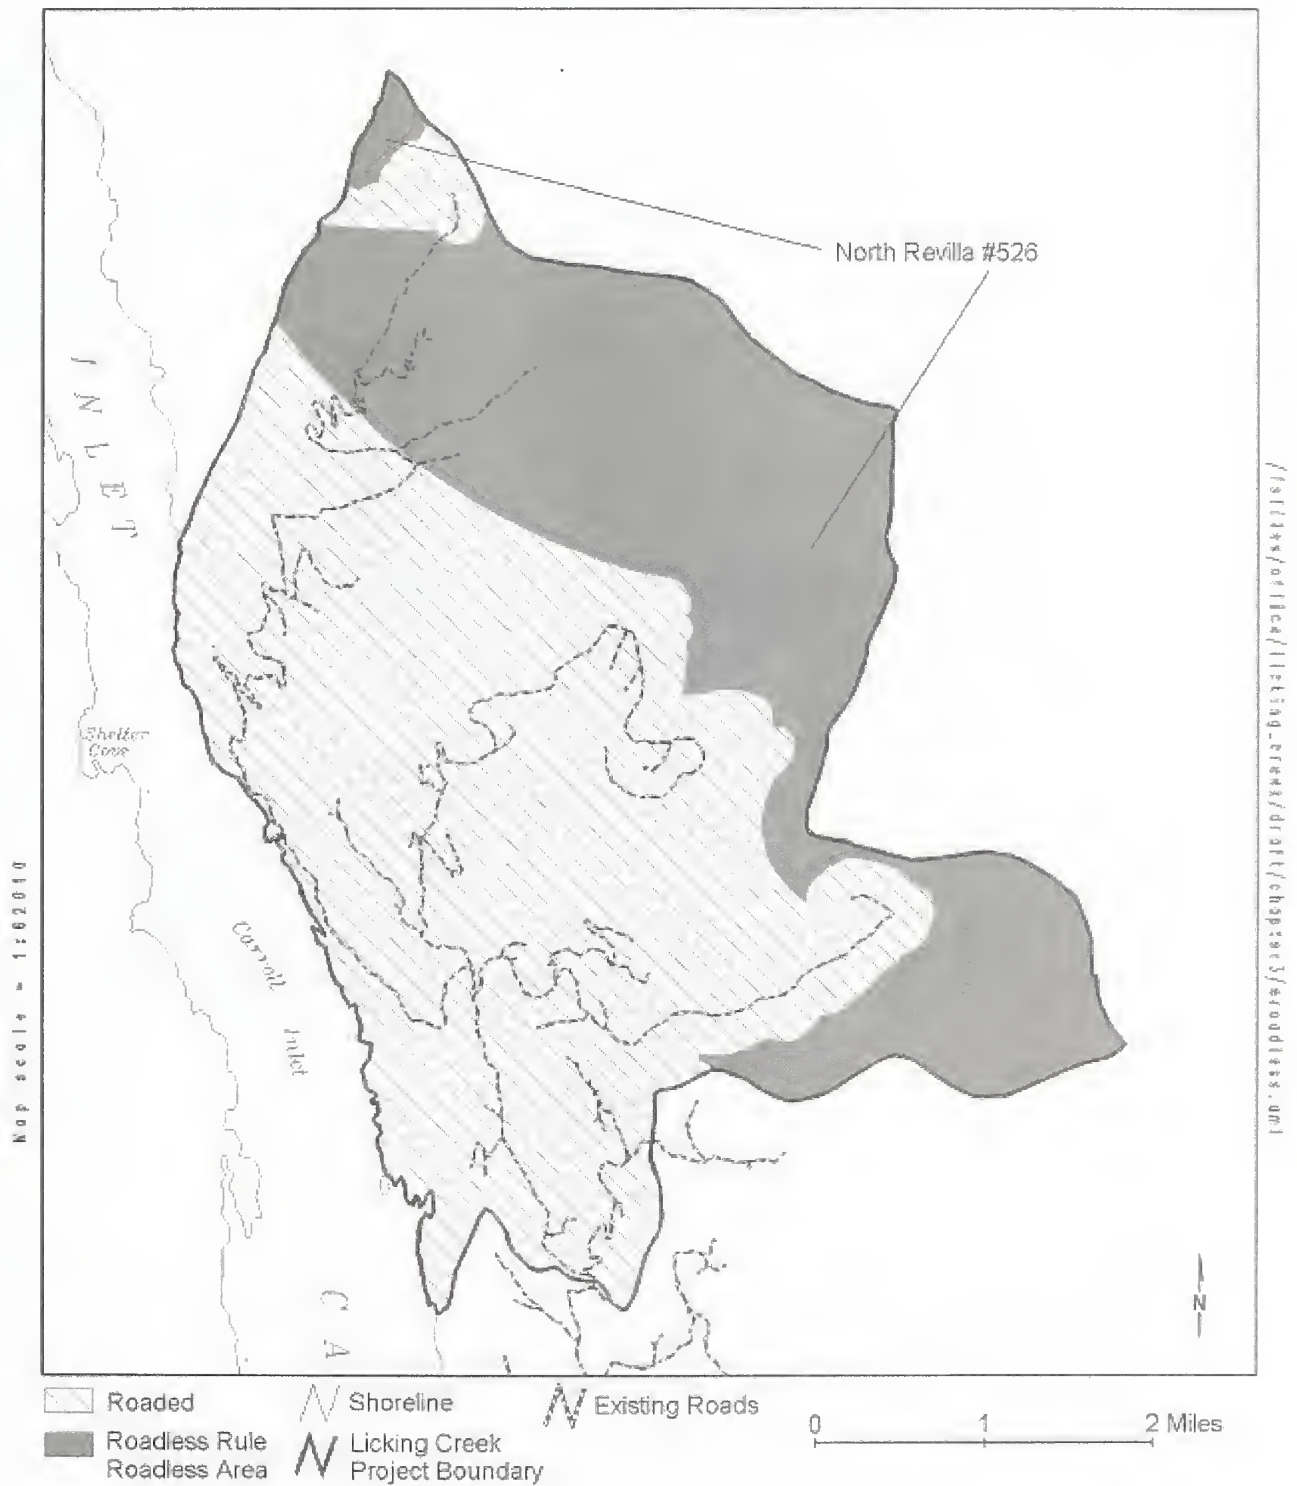 North Revilla #526
INLET
Shelter
Cove
Carroll
Inlet
CA
N
Map scale = 1:62010
Roaded
Shoreline
Existing Roads
Roadless Rule
Roadless Area
Licking Creek
Project Boundary
0 1 2 Miles